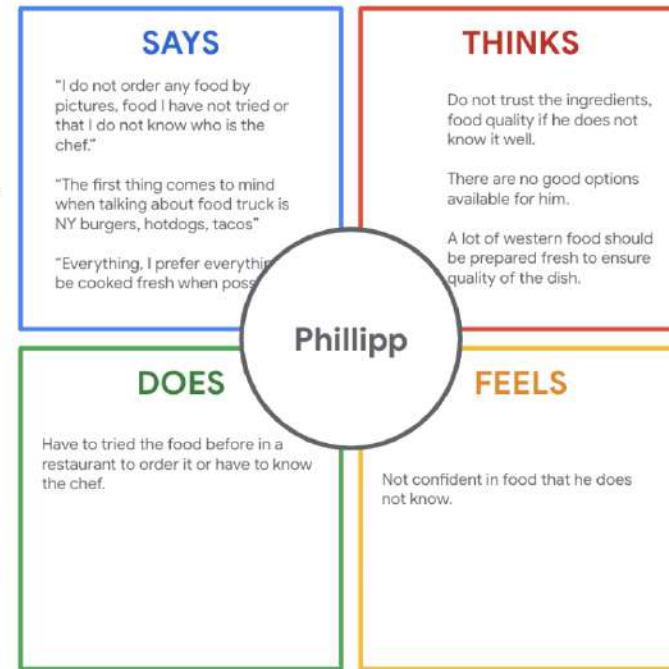 SAYS
"I do not order any food by
pictures, food I have not tried or
that I do not know who is the
chef."
"The first thing comes to mind
when talking about food truck is
NY burgers, hotdogs, tacos"
"Everything, I prefer
be cooked fresh when
THINKS
Do not trust the ingredients,
food quality if he does not
know it well.
There are no good options
available for him.
A lot of western food should
be prepared fresh to ensure
quality of the dish.
Phillipp
DOES
Have to tried the food before in a
restaurant to order it or have to know
the chef.
FEELS
Not confident in food that he does
not know.